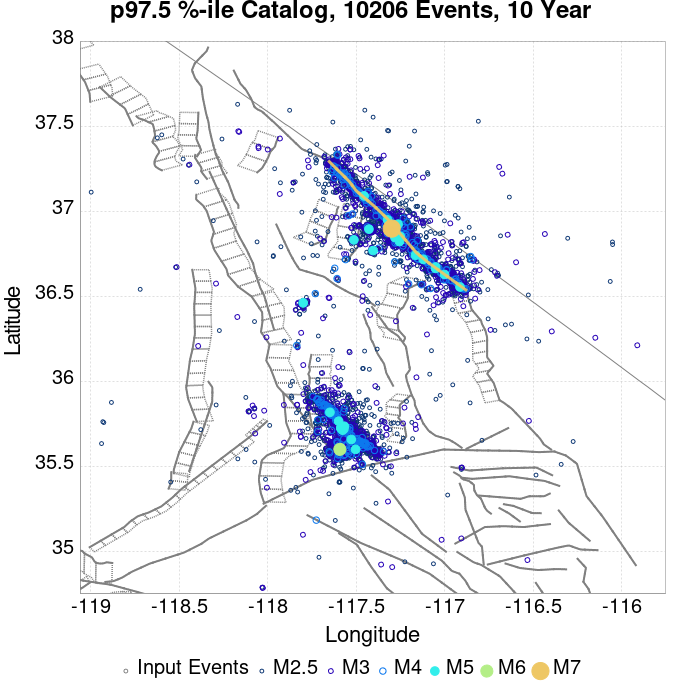 p97.5 %-ile Catalog, 10206 Events, 10 Year
38
37.5
37
36.5
36
35.5
35
Latitude
-119 -118.5 -118 -117.5 -117 -116.5 -116
Longitude
Input Events M2.5 M3 M4 M5 M6 M7